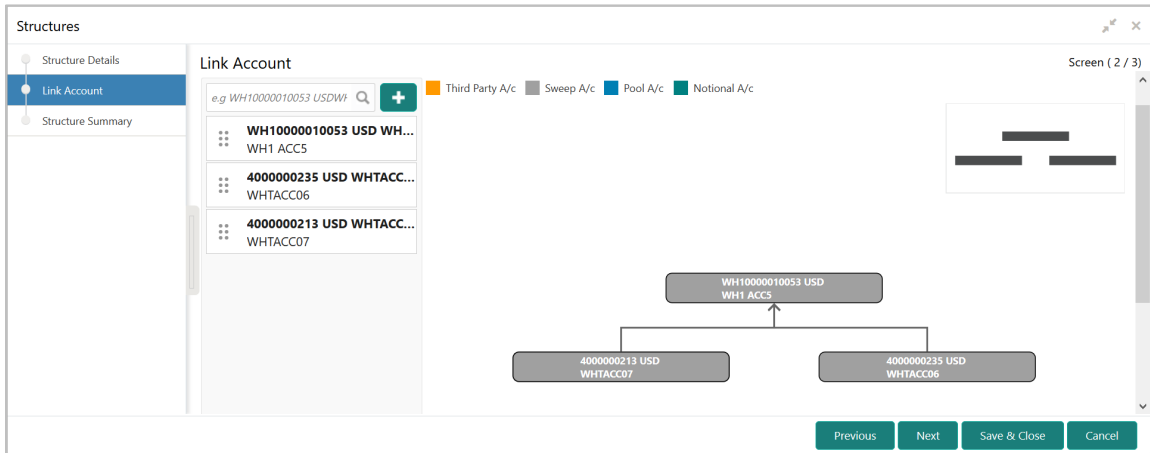 Structures
Structure Details
Link Account
Structure Summary
Link Account
Screen ( 2 / 3)
e.g WH10000010053 USDWH
Third Party A/c
Sweep A/c
Pool A/c
Notional A/c
WH10000010053 USD WH...
WH1 ACC5
4000000235 USD WHTACC...
WHTACC06
4000000213 USD WHTACC...
WHTACC07
WH10000010053 USD
WH1 ACC5
4000000213 USD
WHTACC07
4000000235 USD
WHTACC06
Previous
Next
Save & Close
Cancel